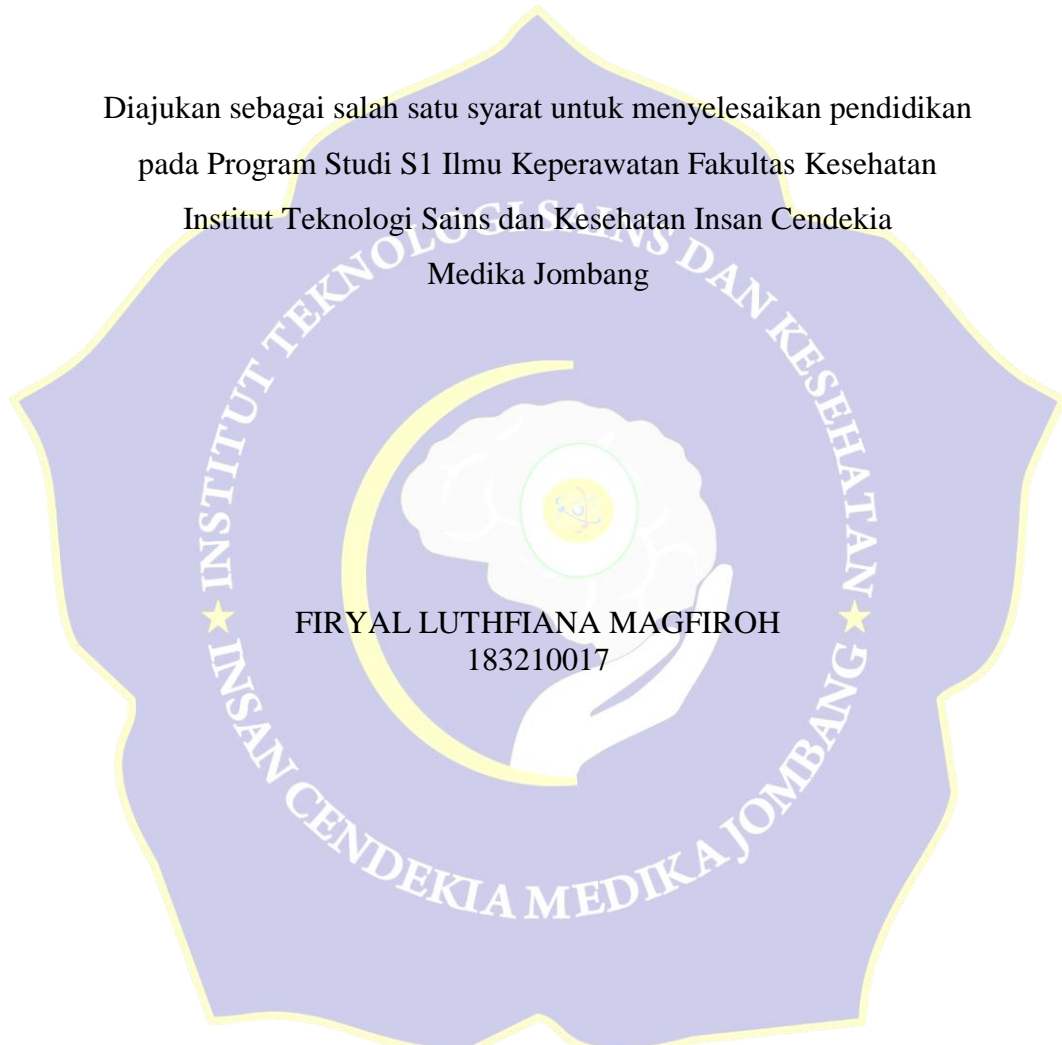 Diajukan sebagai salah satu syarat untuk menyelesaikan pendidikan
pada Program Studi S1 Ilmu Keperawatan Fakultas Kesehatan
Institut Teknologi Sains dan Kesehatan Insan Cendekia
Medika Jombang
INSTITUT TEKNOLOGI SAINS DAN KESEHATAN
FIRYAL LUTHFIANA MAGFIROH
183210017
INSAN CENDEKIA MEDIKA JOMBANG